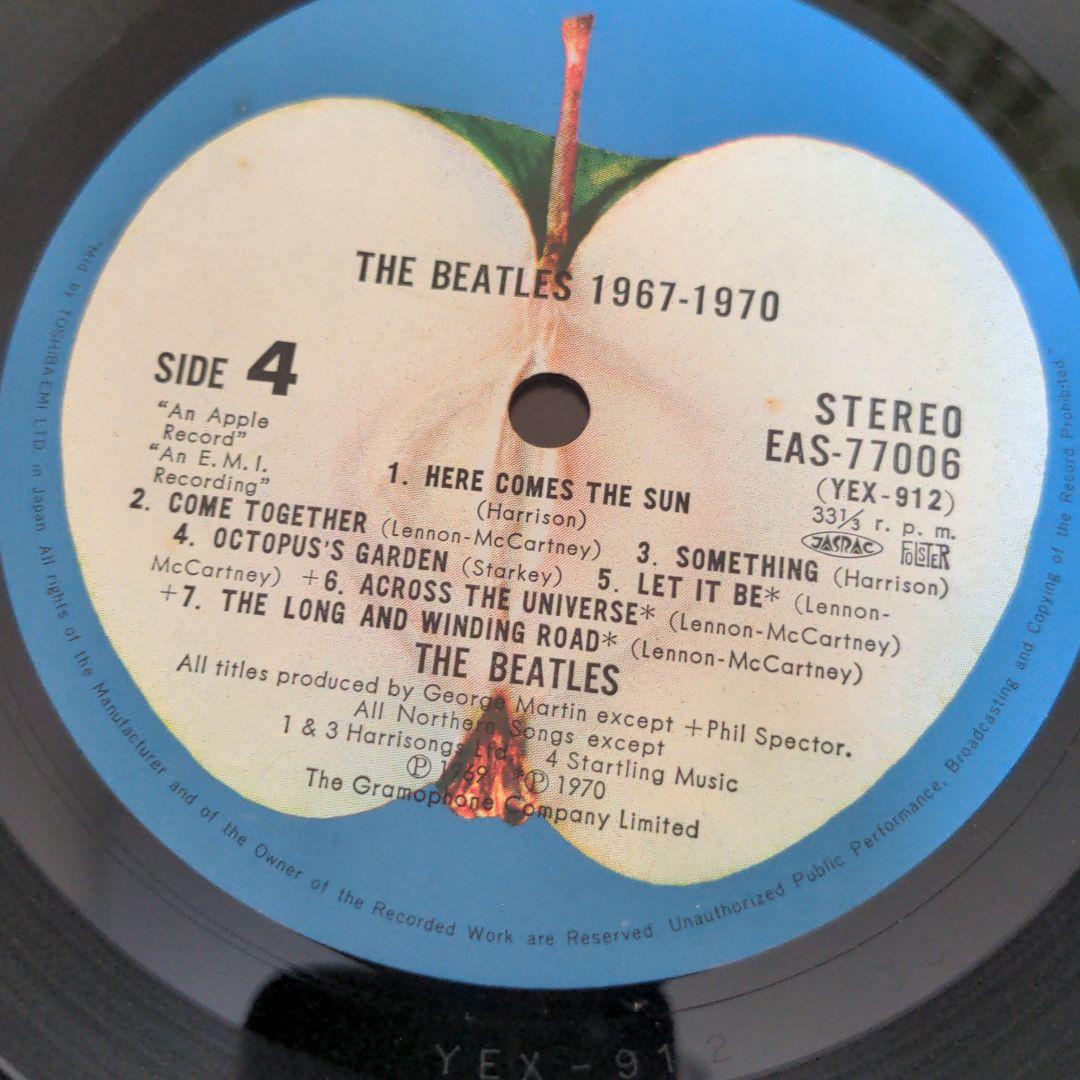 THE BEATLES 1967-1970
SIDE 4
"An Apple
Record"
"An E.M.I.
Recording"
STEREO
EAS-77006
(YEX-912)
33⅓ r. p. m.
JASRAC POLSTER
1. HERE COMES THE SUN
(Harrison)
2. COME TOGETHER (Lennon-McCartney) 3. SOMETHING (Harrison)
4. OCTOPUS'S GARDEN (Starkey) 5. LET IT BE* (Lennon-
McCartney) +6. ACROSS THE UNIVERSE* (Lennon-McCartney)
+7. THE LONG AND WINDING ROAD* (Lennon-McCartney)
THE BEATLES
All titles produced by George Martin except +Phil Spector.
All Northern Songs except
1 & 3 Harrisongs Ltd. 4 Startling Music
Ⓟ 1969 *Ⓟ 1970
The Gramophone Company Limited
"Mfd by TOSHIBA EMI LTD. in Japan All rights of the Manufacturer and of the Owner of the Recorded Work are Reserved. Unauthorized Public Performance, Broadcasting and Copying of the Record Prohibited."
YEX-912